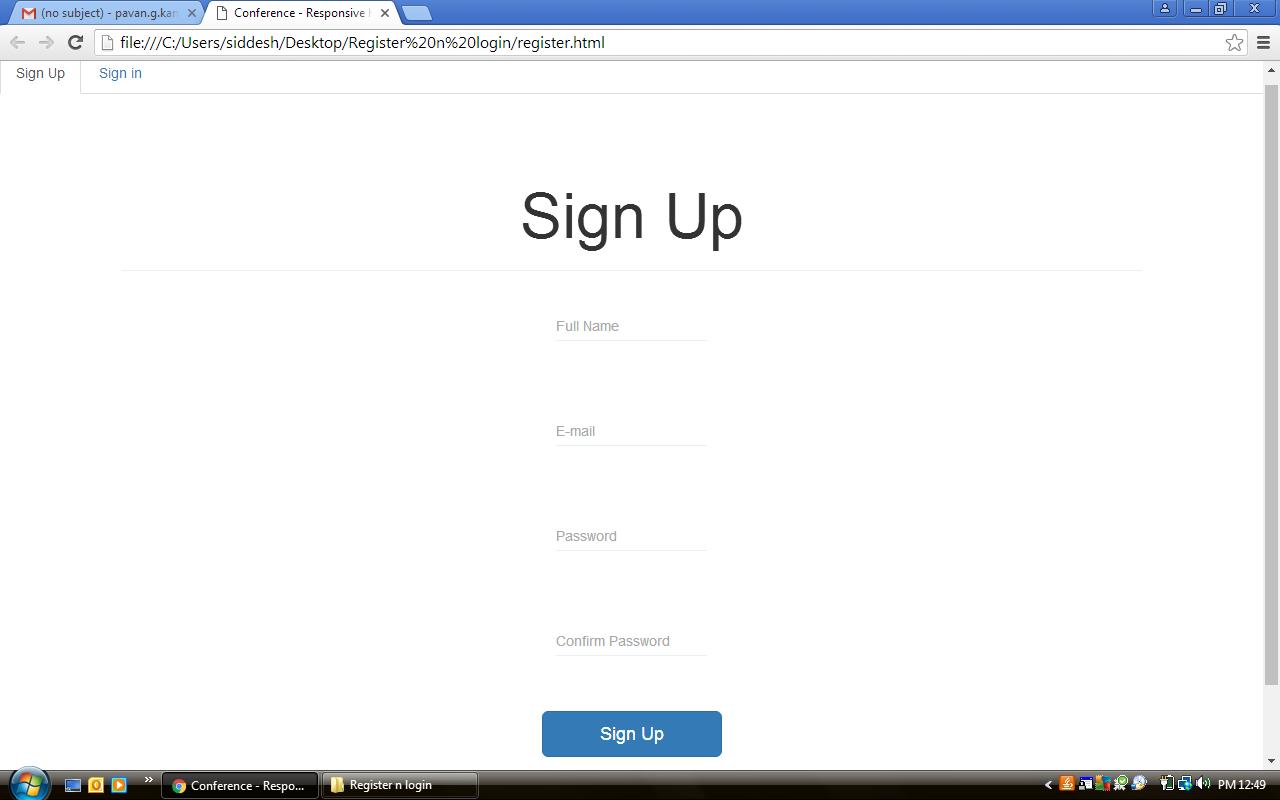 (no subject) - pavan.g.kam
Conference - Responsive
file:///C:/Users/siddesh/Desktop/Register%20n%20login/register.html
Sign Up
Sign in
Sign Up
Full Name
E-mail
Password
Confirm Password
Sign Up
Conference - Respo...
Register n login
PM 12:49